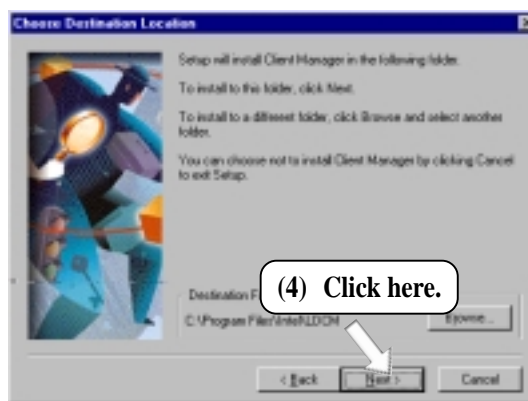 Choose Destination Location
Setup will install Client Manager in the following folder.
To install to this folder, click Next.
To install to a different folder, click Browse and select another
folder.
You can choose not to install Client Manager by clicking Cancel
to exit Setup.
(4) Click here.
Destination F
C:\Program Files\Intel\LDCM
Browse...
< Back
Next >
Cancel